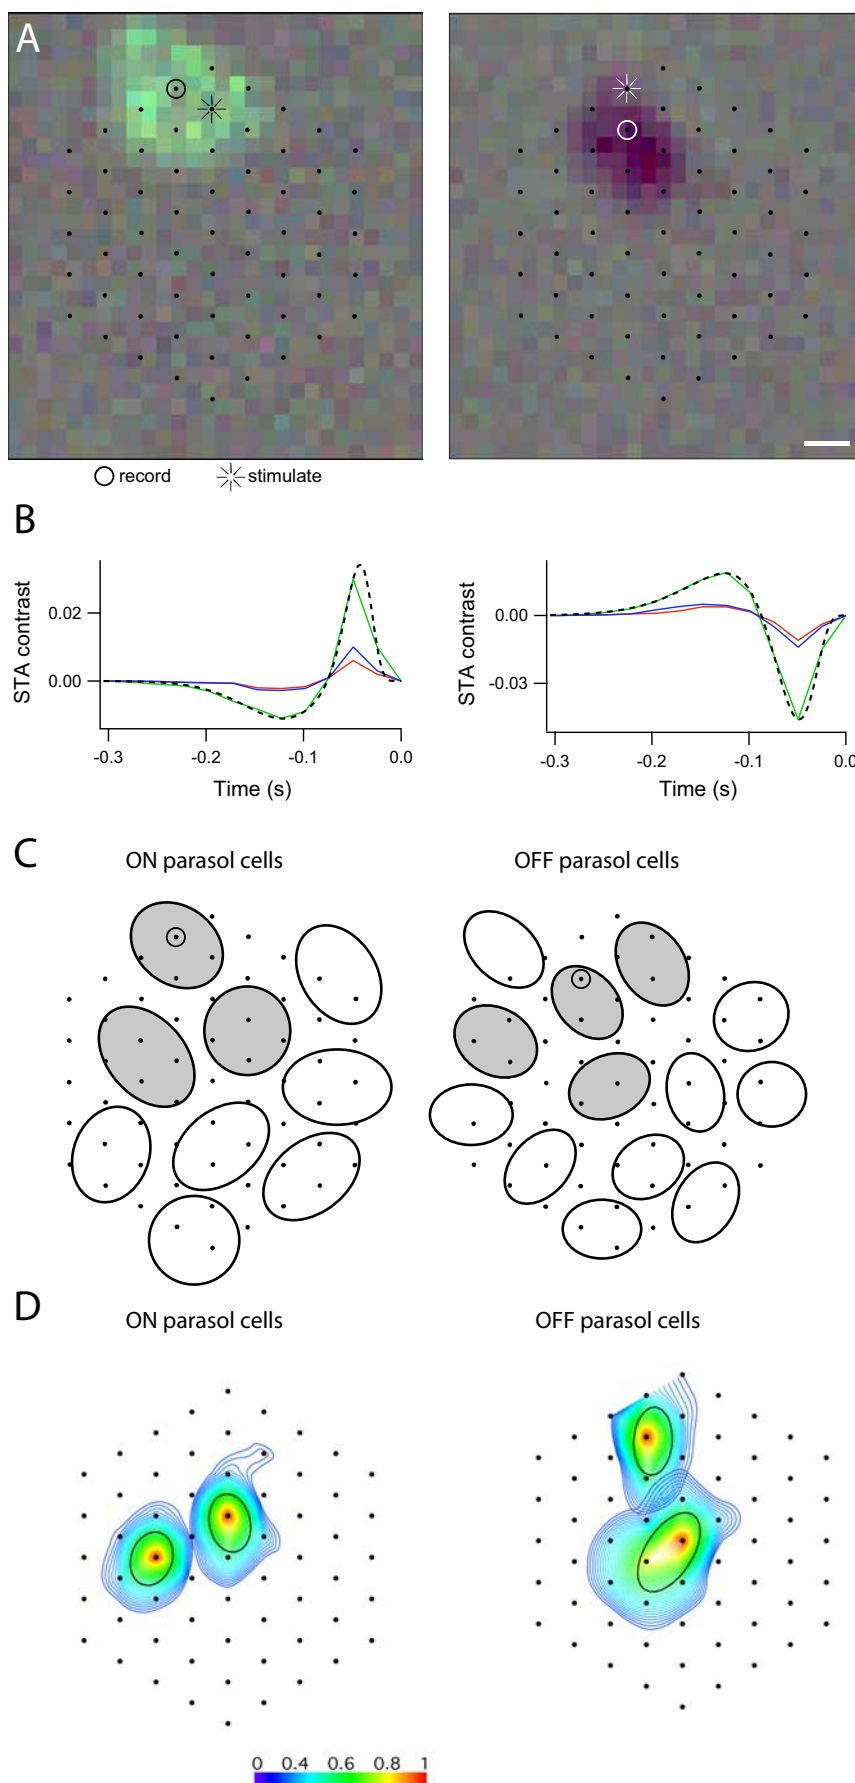 A
record stimulate
B
STA contrast
0.02
0.00
-0.3 -0.2 -0.1 0.0
Time (s)
STA contrast
0.00
-0.03
-0.3 -0.2 -0.1 0.0
Time (s)
C
ON parasol cells OFF parasol cells
D
ON parasol cells OFF parasol cells
0 0.4 0.6 0.8 1